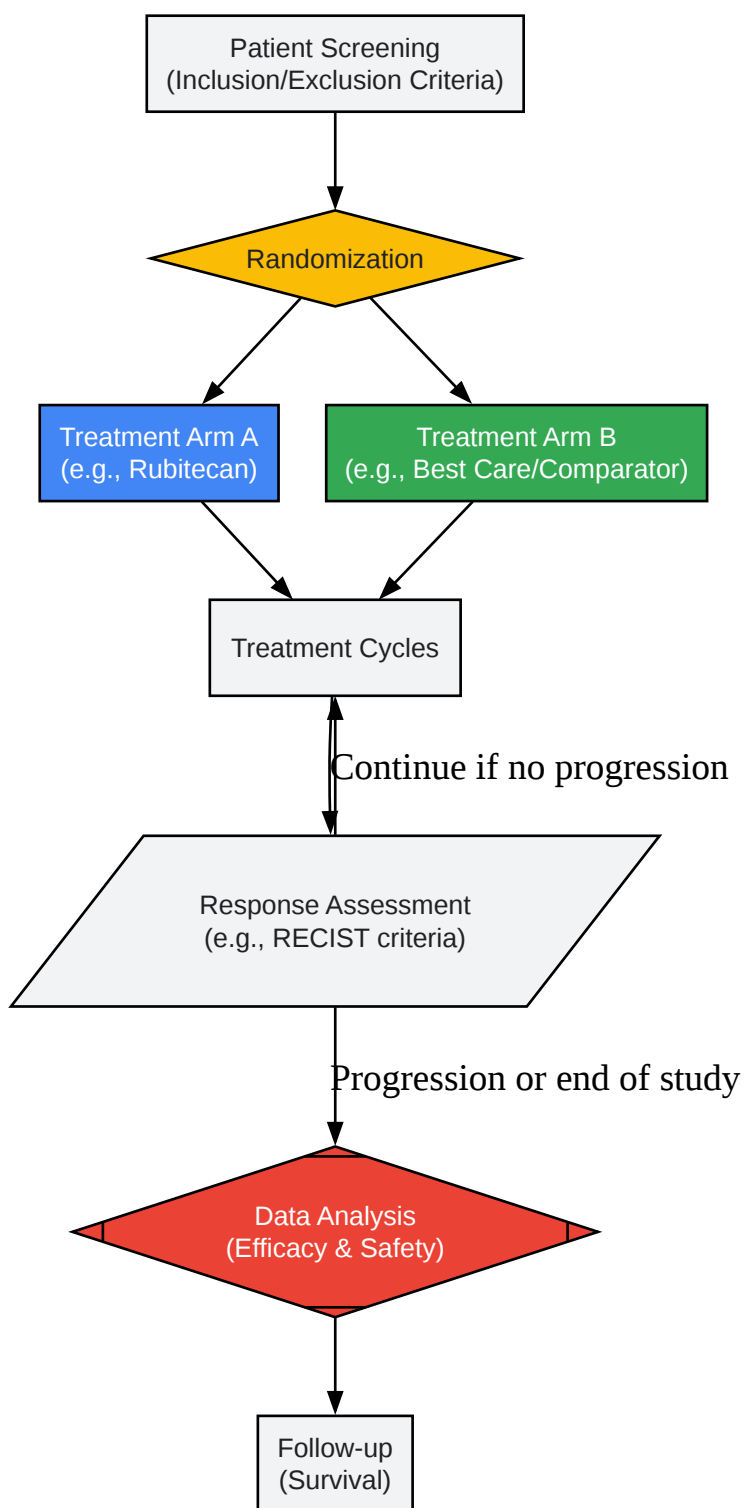 Patient Screening
(Inclusion/Exclusion Criteria)
Randomization
Treatment Arm A
(e.g., Rubitecan)
Treatment Arm B
(e.g., Best Care/Comparator)
Treatment Cycles
Continue if no progression
Response Assessment
(e.g., RECIST criteria)
Progression or end of study
Data Analysis
(Efficacy & Safety)
Follow-up
(Survival)